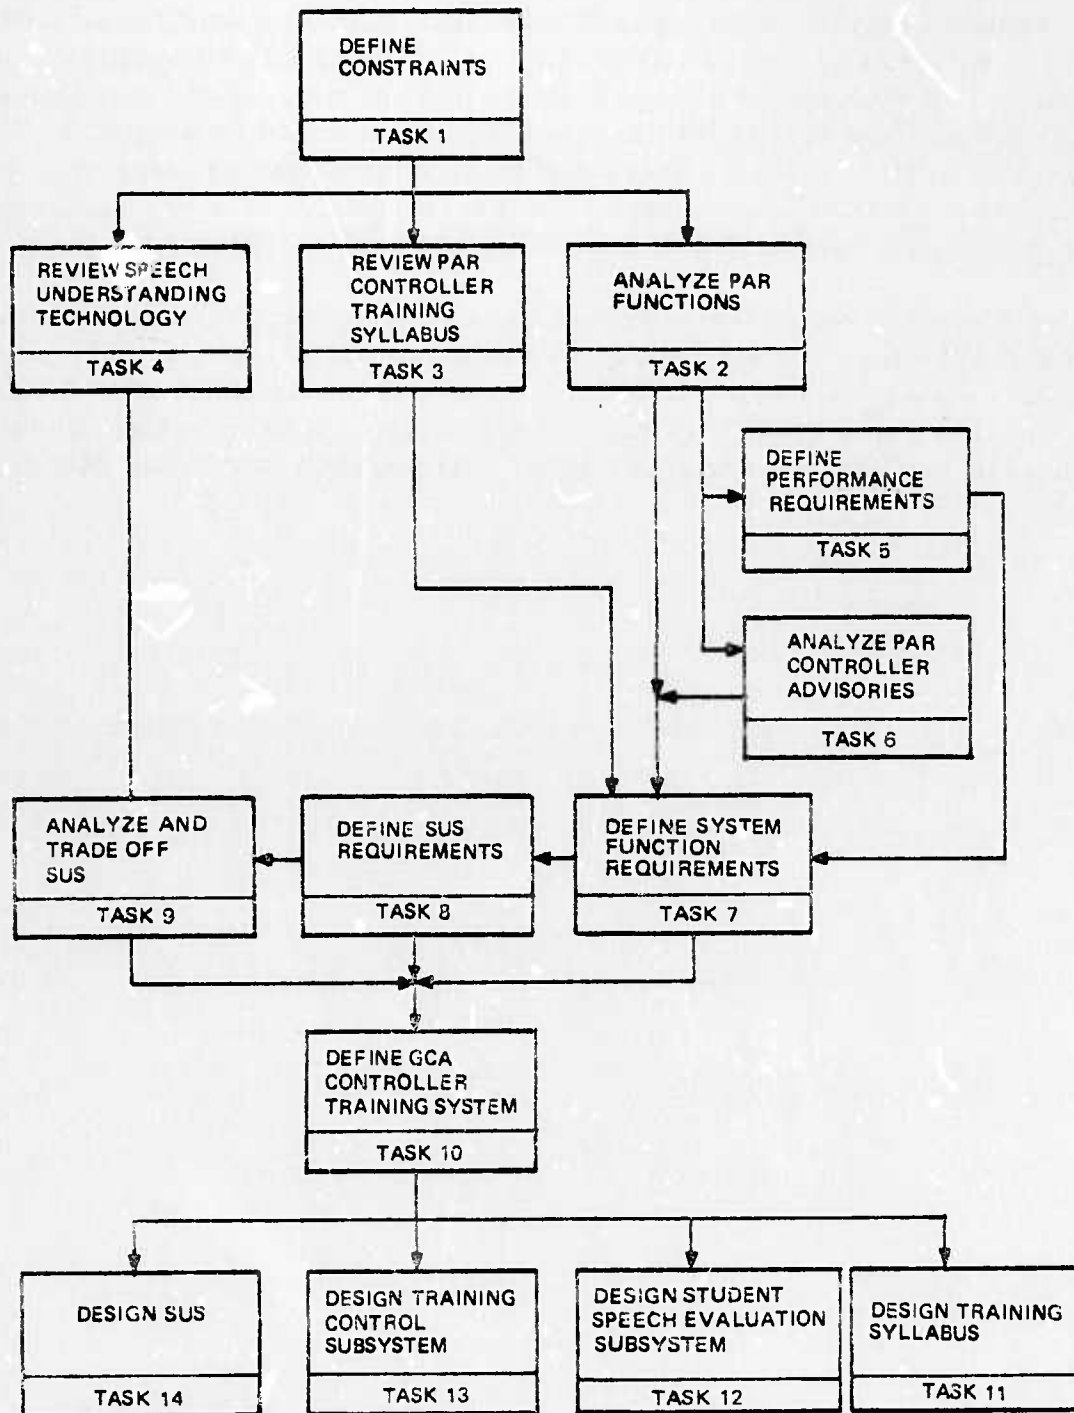 DEFINE
CONSTRAINTS
TASK 1
REVIEW SPEECH
UNDERSTANDING
TECHNOLOGY
TASK 4
REVIEW PAR
CONTROLLER
TRAINING
SYLLABUS
TASK 3
ANALYZE PAR
FUNCTIONS
TASK 2
DEFINE
PERFORMANCE
REQUIREMENTS
TASK 5
ANALYZE PAR
CONTROLLER
ADVISORIES
TASK 6
ANALYZE AND
TRADE OFF
SUS
TASK 9
DEFINE SUS
REQUIREMENTS
TASK 8
DEFINE SYSTEM
FUNCTION
REQUIREMENTS
TASK 7
DEFINE GCA
CONTROLLER
TRAINING SYSTEM
TASK 10
DESIGN SUS
TASK 14
DESIGN TRAINING
CONTROL
SUBSYSTEM
TASK 13
DESIGN STUDENT
SPEECH EVALUATION
SUBSYSTEM
TASK 12
DESIGN TRAINING
SYLLABUS
TASK 11